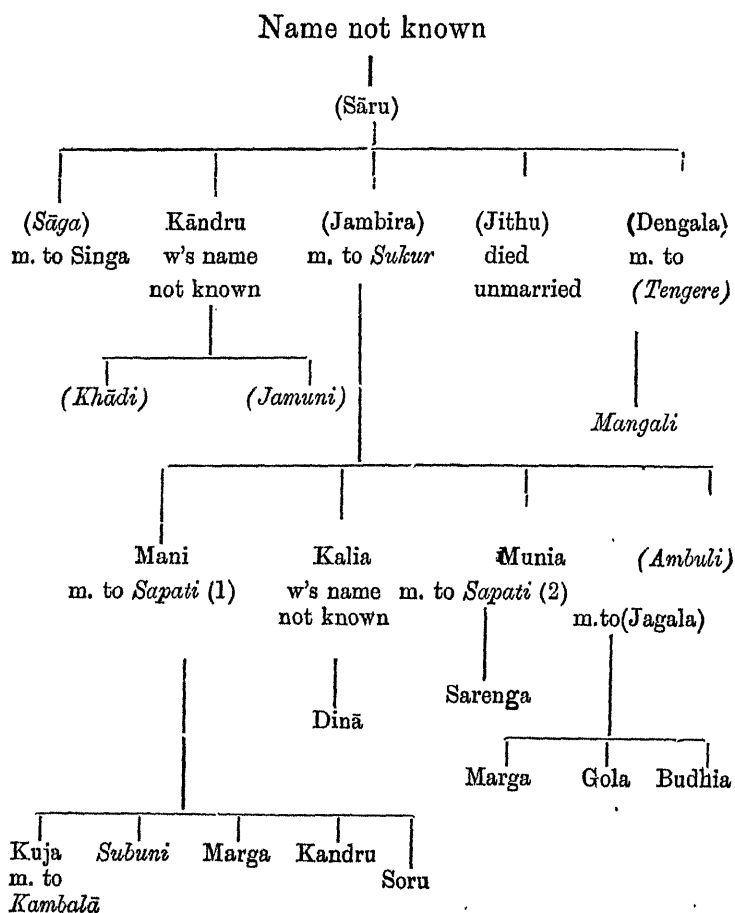 Name not known
(Sāru)
(Sāga) Kāndru (Jambira) (Jithu) (Dengala)
m. to Singa w's name m. to Sukur died m. to
not known unmarried (Tengere)
(Khādi) (Jamuni)
Mangali
Mani Kalia Munia (Ambuli)
m. to Sapati (1) w's name m. to Sapati (2)
not known m.to(Jagala)
Sarenga
Dinā
Marga Gola Budhia
Kuja Subuni Marga Kandru
m. to Soru
Kambalā